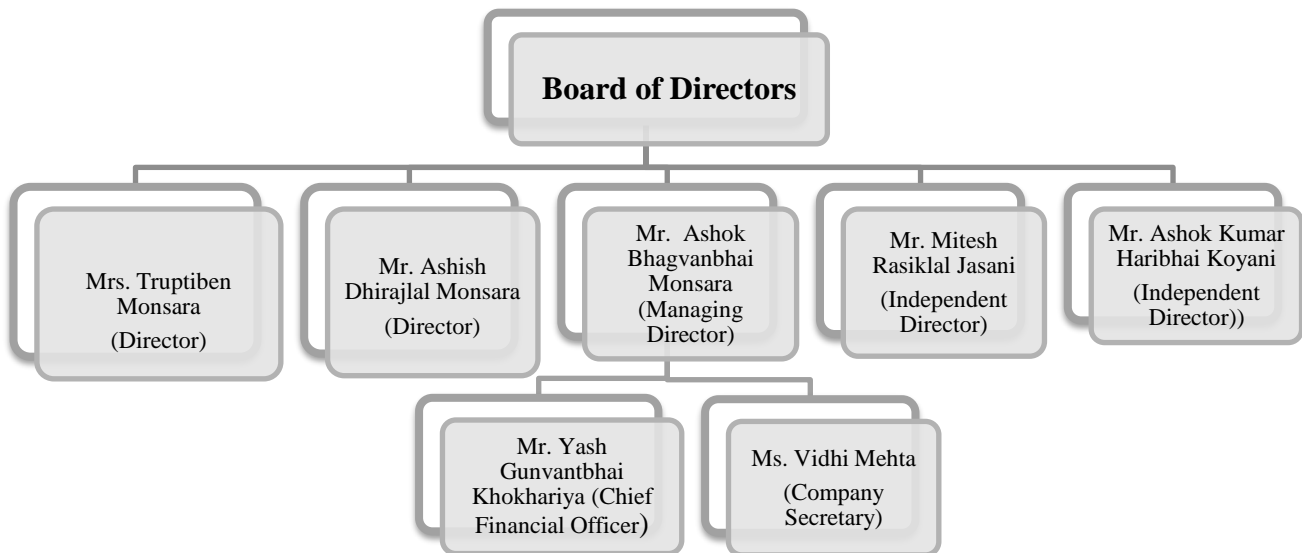 Board of Directors
Mrs. Truptiben
Monsara
(Director)
Mr. Ashish
Dhirajlal Monsara
(Director)
Mr. Ashok
Bhagvanbhai
Monsara
(Managing
Director)
Mr. Mitesh
Rasiklal Jasani
(Independent
Director)
Mr. Ashok Kumar
Haribhai Koyani
(Independent
Director))
Mr. Yash
Gunvantbhai
Khokhariya (Chief
Financial Officer)
Ms. Vidhi Mehta
(Company
Secretary)